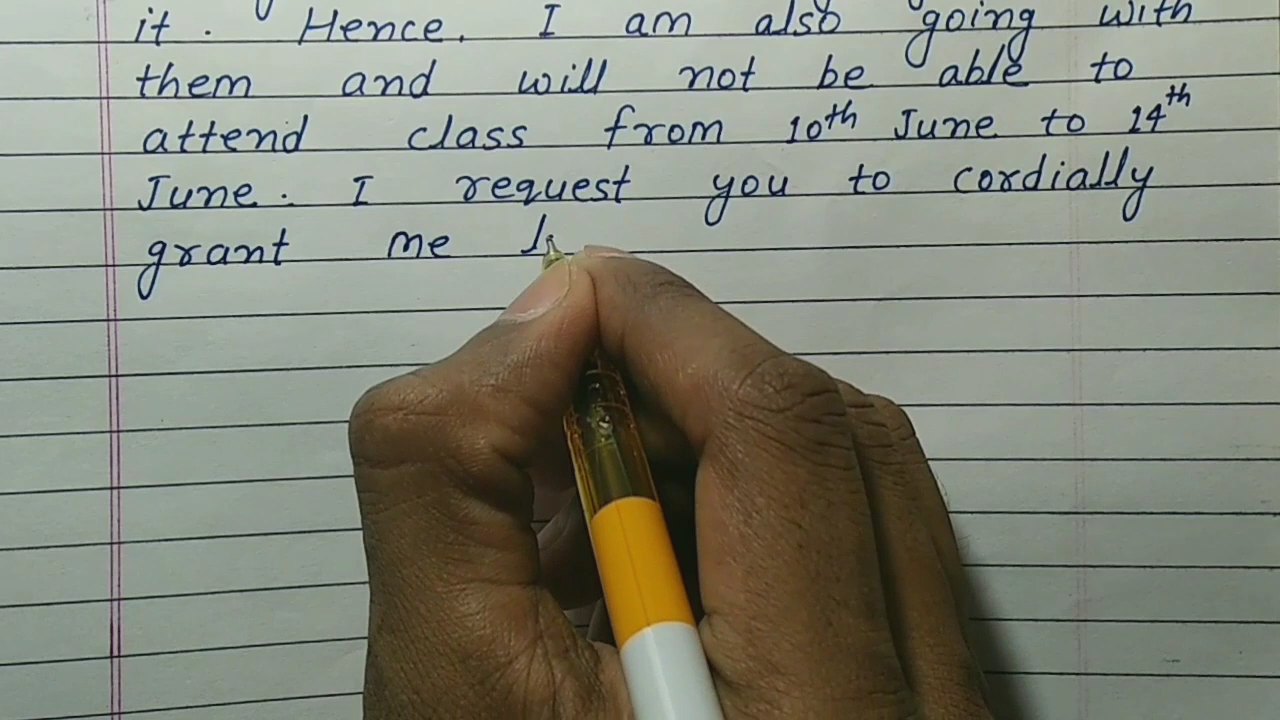 it. Hence, I am also going with
them and will not be able to
attend class from 10th June to 14th
June. I request you to cordially
grant me